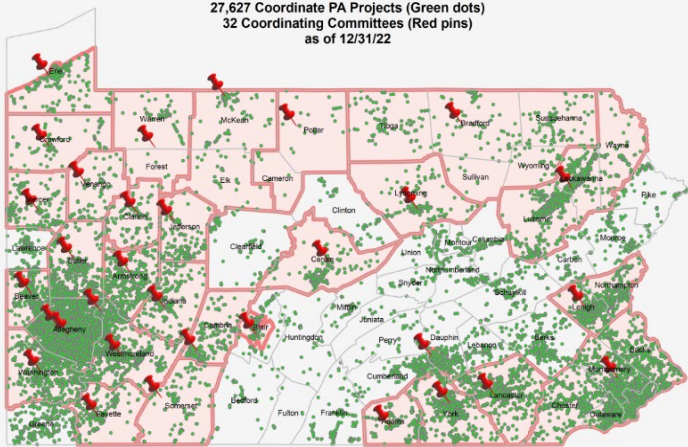 27,627 Coordinate PA Projects (Green dots)
32 Coordinating Committees (Red pins)
as of 12/31/22
Erie
Warren
McKean
Potter
Tioga
Bradford
Susquehanna
Wayne
Crawford
Forest
Elk
Cameron
Sullivan
Wyoming
Lackawanna
Pike
Venango
Mercer
Clarion
Jefferson
Clinton
Lycoming
Luzerne
Monroe
Lawrence
Butler
Clearfield
Centre
Union
Montour
Columbia
Carbon
Armstrong
Northumberland
Snyder
Schuylkill
Northampton
Beaver
Indiana
Mifflin
Lehigh
Allegheny
Cambria
Blair
Huntingdon
Juniata
Perry
Dauphin
Lebanon
Berks
Bucks
Westmoreland
Montgomery
Washington
Cumberland
Lancaster
Greene
Fayette
Somerset
Bedford
Fulton
Franklin
Adams
York
Chester
Delaware